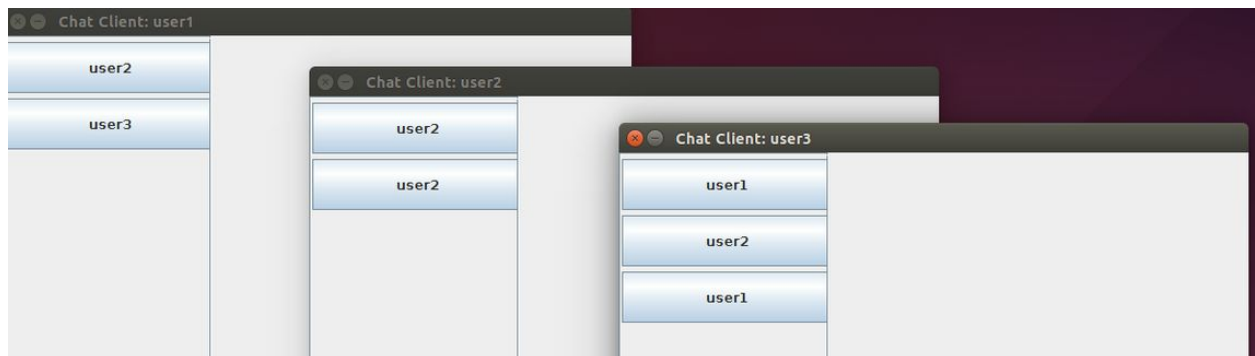 Chat Client: user1
user2
user3
Chat Client: user2
user2
user2
Chat Client: user3
user1
user2
user1